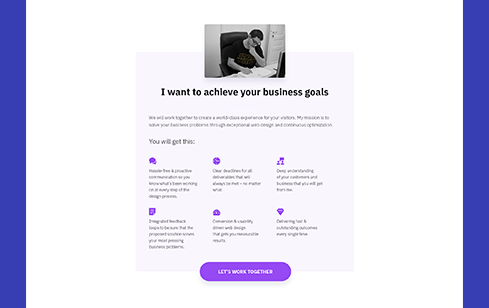 I want to achieve your business goals
We will work together to create a world-class experience for your visitors. My mission is to
solve your business problems through exceptional web design and continuous optimization.
You will get this:
Hassle-free & proactive
communication so you
know what's been working
on at every step of the
design process.
Clear deadlines for all
deliverables that will
always be met – no matter
what.
Deep understanding
of your customers and
business that you will get
from me.
Integrated feedback
loops to be sure that the
proposed solution solves
your most pressing
business problems.
Conversion & usability
driven web design
that gets you measurable
results.
Delivering fast &
outstanding outcomes
every single time.
LET'S WORK TOGETHER